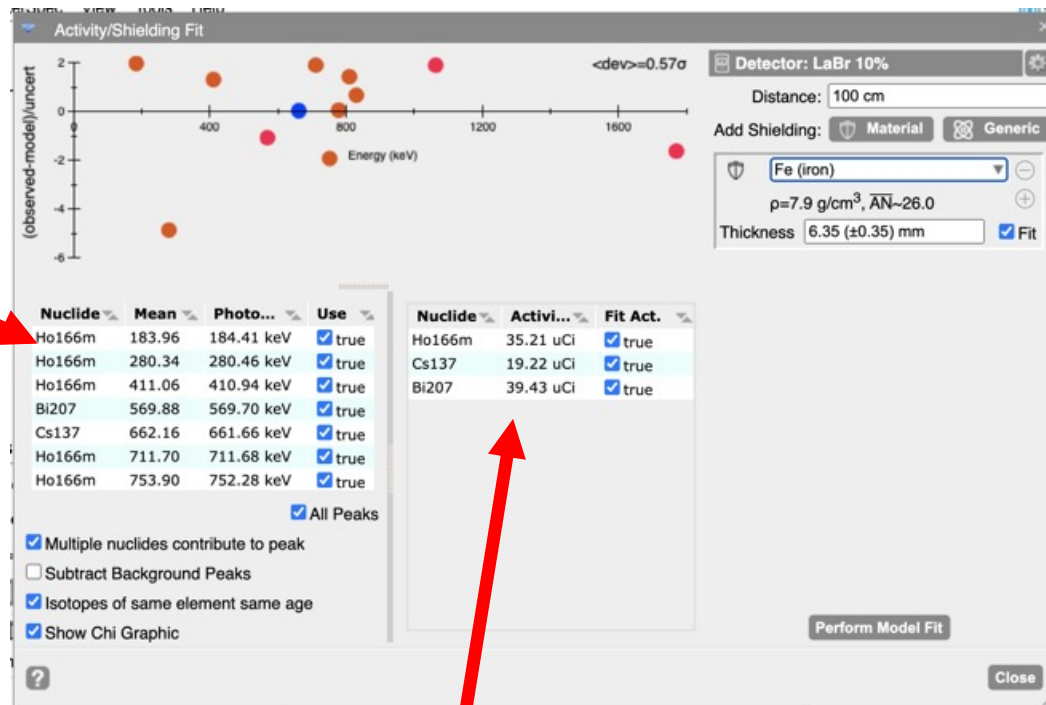 View Tools Help
Activity/Shielding Fit
(observed-model)/uncert
2
0
-2
-4
-6
0
400
800
1200
1600
Energy (keV)
<dev>=0.57σ
Detector: LaBr 10%
Distance: 100 cm
Add Shielding: Material Generic
Fe (iron)
ρ=7.9 g/cm³, A̅N̅~26.0
Thickness 6.35 (±0.35) mm Fit
Nuclide Mean Photo... Use
Ho166m 183.96 184.41 keV true
Ho166m 280.34 280.46 keV true
Ho166m 411.06 410.94 keV true
Bi207 569.88 569.70 keV true
Cs137 662.16 661.66 keV true
Ho166m 711.70 711.68 keV true
Ho166m 753.90 752.28 keV true
All Peaks
Multiple nuclides contribute to peak
Subtract Background Peaks
Isotopes of same element same age
Show Chi Graphic
Nuclide Activi... Fit Act.
Ho166m 35.21 uCi true
Cs137 19.22 uCi true
Bi207 39.43 uCi true
Perform Model Fit
?
Close